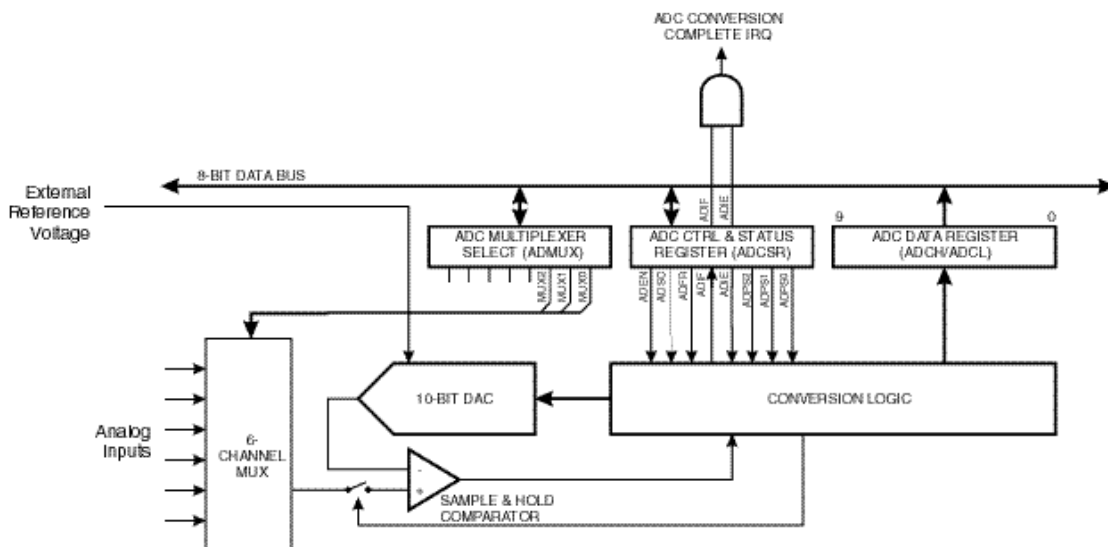 ADC CONVERSION
COMPLETE IRQ
8-BIT DATA BUS
External
Reference
Voltage
ADIF
ADIE
9
0
ADC MULTIPLEXER
SELECT (ADMUX)
ADC CTRL & STATUS
REGISTER (ADCSR)
ADC DATA REGISTER
(ADCH/ADCL)
MUX2
MUX1
MUX0
ADEN
ADSC
ADFR
ADIF
ADIE
ADPS2
ADPS1
ADPS0
10-BIT DAC
CONVERSION LOGIC
Analog
Inputs
6-
CHANNEL
MUX
-
+
SAMPLE & HOLD
COMPARATOR